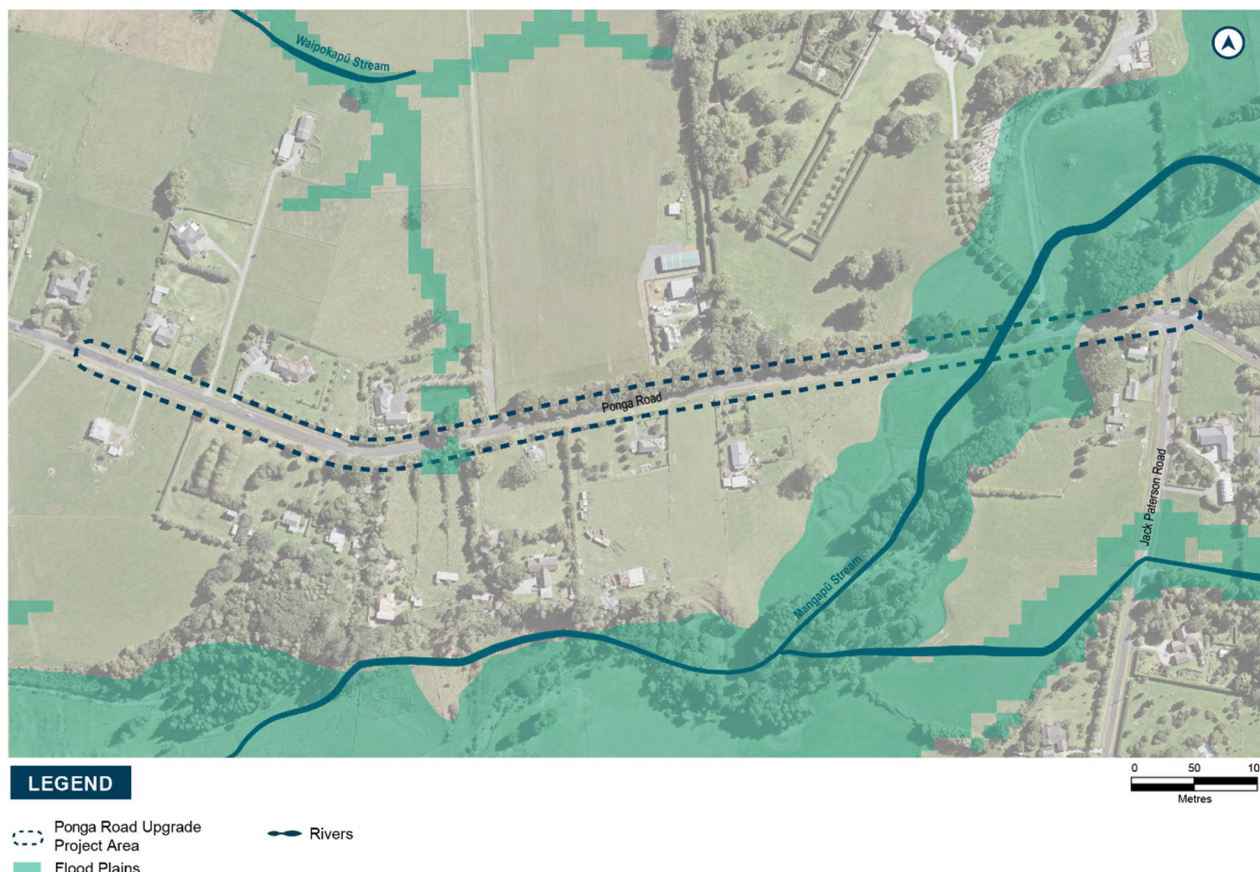 Waipokapū Stream
Ponga Road
Jack Paterson Road
Mangapū Stream
LEGEND
Ponga Road Upgrade
Project Area
Rivers
Flood Plains
0 50 10
Metres